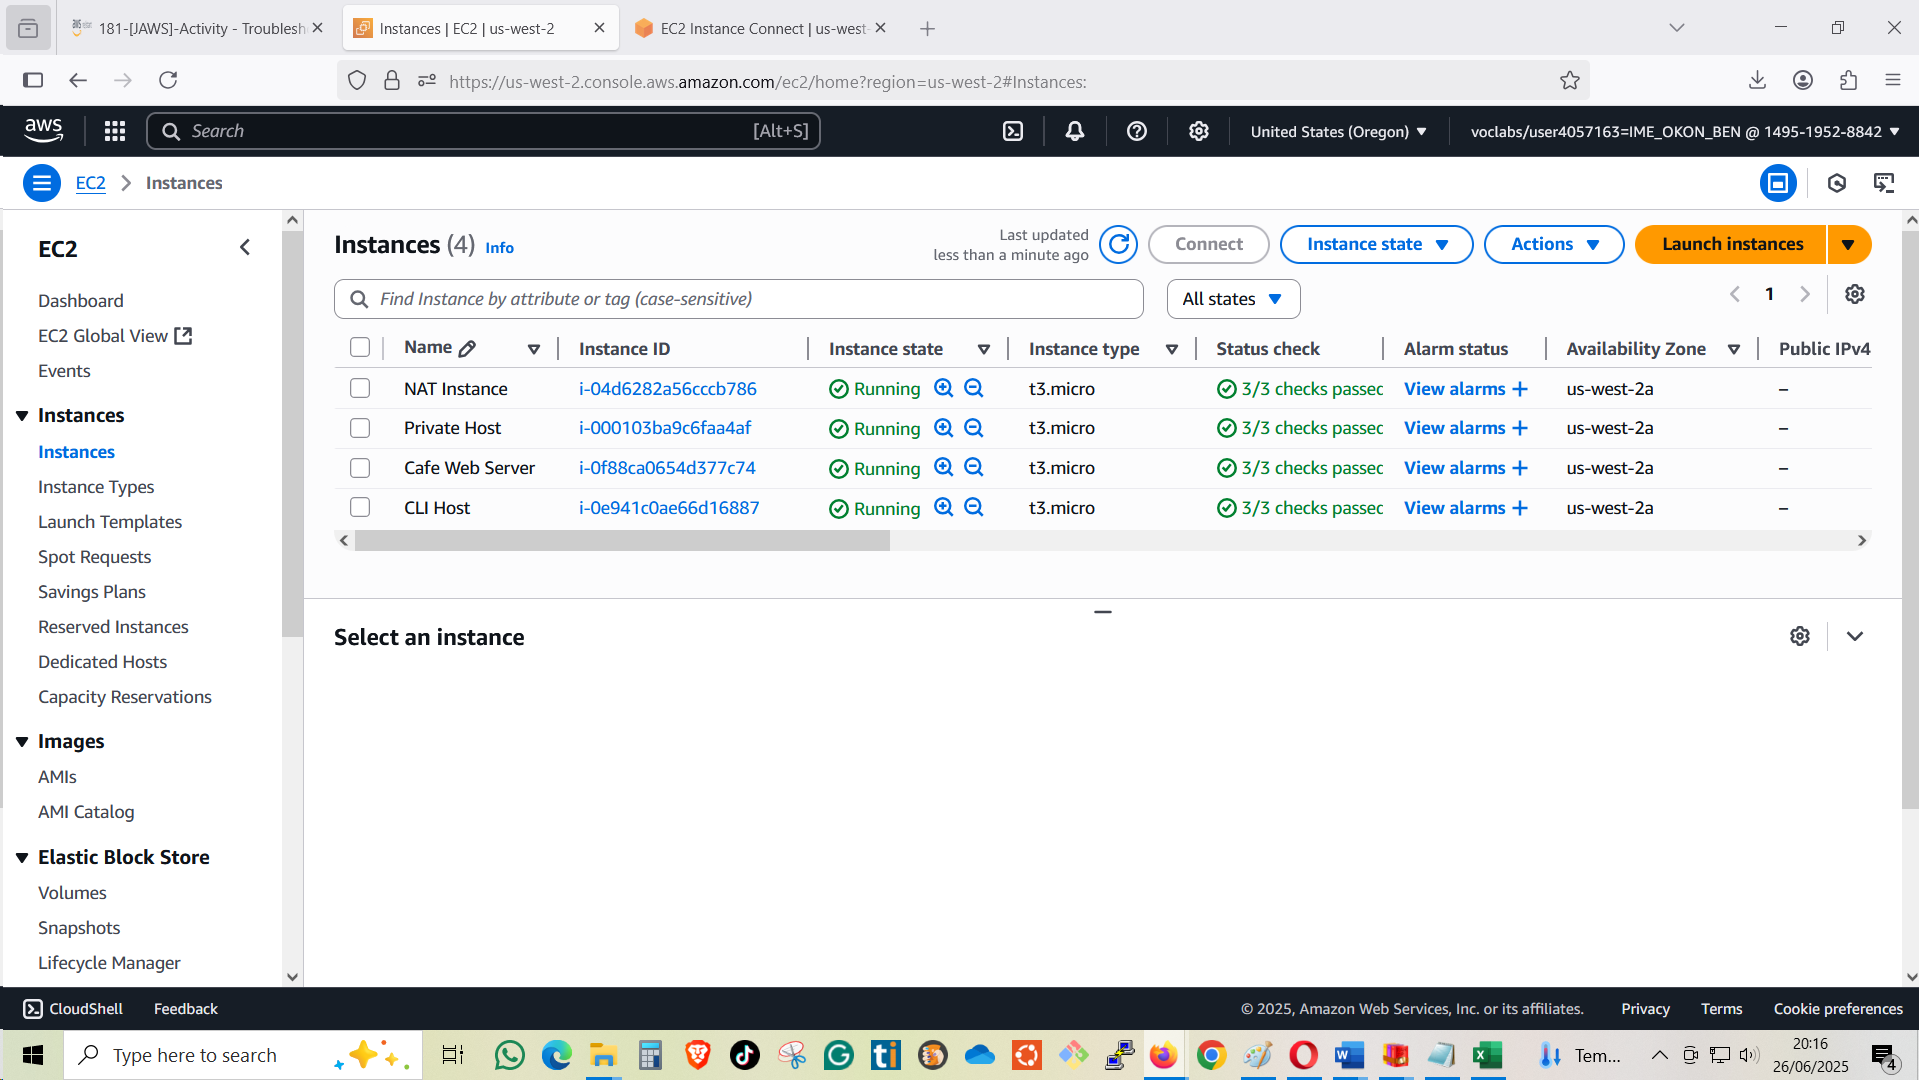 181-[JAWS]-Activity - Troublesh
Instances | EC2 | us-west-2
EC2 Instance Connect | us-west-
https://us-west-2.console.aws.amazon.com/ec2/home?region=us-west-2#Instances:
aws
Search
[Alt+S]
United States (Oregon)
voclabs/user4057163=IME_OKON_BEN @ 1495-1952-8842
EC2
Instances
EC2
Dashboard
EC2 Global View
Events
Instances
Instances
Instance Types
Launch Templates
Spot Requests
Savings Plans
Reserved Instances
Dedicated Hosts
Capacity Reservations
Images
AMIs
AMI Catalog
Elastic Block Store
Volumes
Snapshots
Lifecycle Manager
Instances (4) Info
Last updated
less than a minute ago
Connect
Instance state
Actions
Launch instances
Find Instance by attribute or tag (case-sensitive)
All states
1
Name Instance ID Instance state Instance type Status check Alarm status Availability Zone Public IPv4
NAT Instance i-04d6282a56cccb786 Running t3.micro 3/3 checks passed View alarms + us-west-2a –
Private Host i-000103ba9c6faa4af Running t3.micro 3/3 checks passed View alarms + us-west-2a –
Cafe Web Server i-0f88ca0654d377c74 Running t3.micro 3/3 checks passed View alarms + us-west-2a –
CLI Host i-0e941c0ae66d16887 Running t3.micro 3/3 checks passed View alarms + us-west-2a –
Select an instance
CloudShell
Feedback
© 2025, Amazon Web Services, Inc. or its affiliates.
Privacy
Terms
Cookie preferences
Type here to search
Tem...
20:16
26/06/2025
4